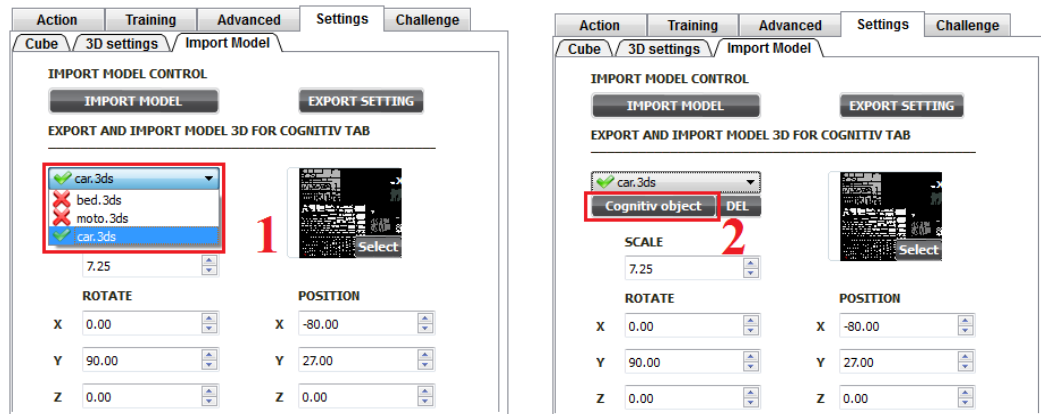 Action Training Advanced Settings Challenge
Cube 3D settings Import Model
IMPORT MODEL CONTROL
IMPORT MODEL EXPORT SETTING
EXPORT AND IMPORT MODEL 3D FOR COGNITIV TAB
car.3ds
bed.3ds
moto.3ds
car.3ds
1
Select
7.25
ROTATE POSITION
X 0.00 X -80.00
Y 90.00 Y 27.00
Z 0.00 Z 0.00
Action Training Advanced Settings Challenge
Cube 3D settings Import Model
IMPORT MODEL CONTROL
IMPORT MODEL EXPORT SETTING
EXPORT AND IMPORT MODEL 3D FOR COGNITIV TAB
car.3ds
Cognitiv object DEL
2
SCALE
Select
7.25
ROTATE POSITION
X 0.00 X -80.00
Y 90.00 Y 27.00
Z 0.00 Z 0.00